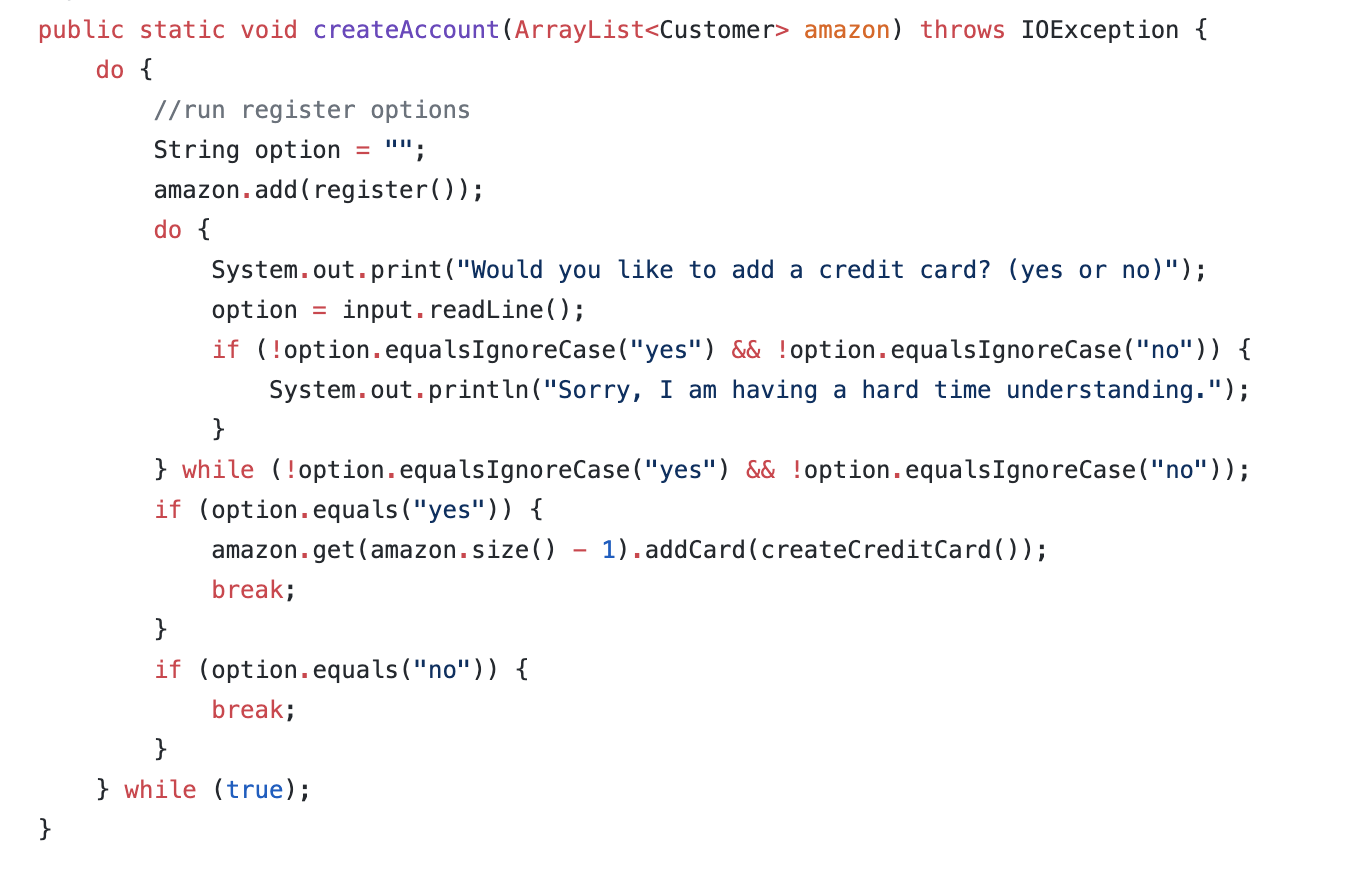 public static void createAccount(ArrayList<Customer> amazon) throws IOException {
    do {
        //run register options
        String option = "";
        amazon.add(register());
        do {
            System.out.print("Would you like to add a credit card? (yes or no)");
            option = input.readLine();
            if (!option.equalsIgnoreCase("yes") && !option.equalsIgnoreCase("no")) {
                System.out.println("Sorry, I am having a hard time understanding.");
            }
        } while (!option.equalsIgnoreCase("yes") && !option.equalsIgnoreCase("no"));
        if (option.equals("yes")) {
            amazon.get(amazon.size() - 1).addCard(createCreditCard());
            break;
        }
        if (option.equals("no")) {
            break;
        }
    } while (true);
}